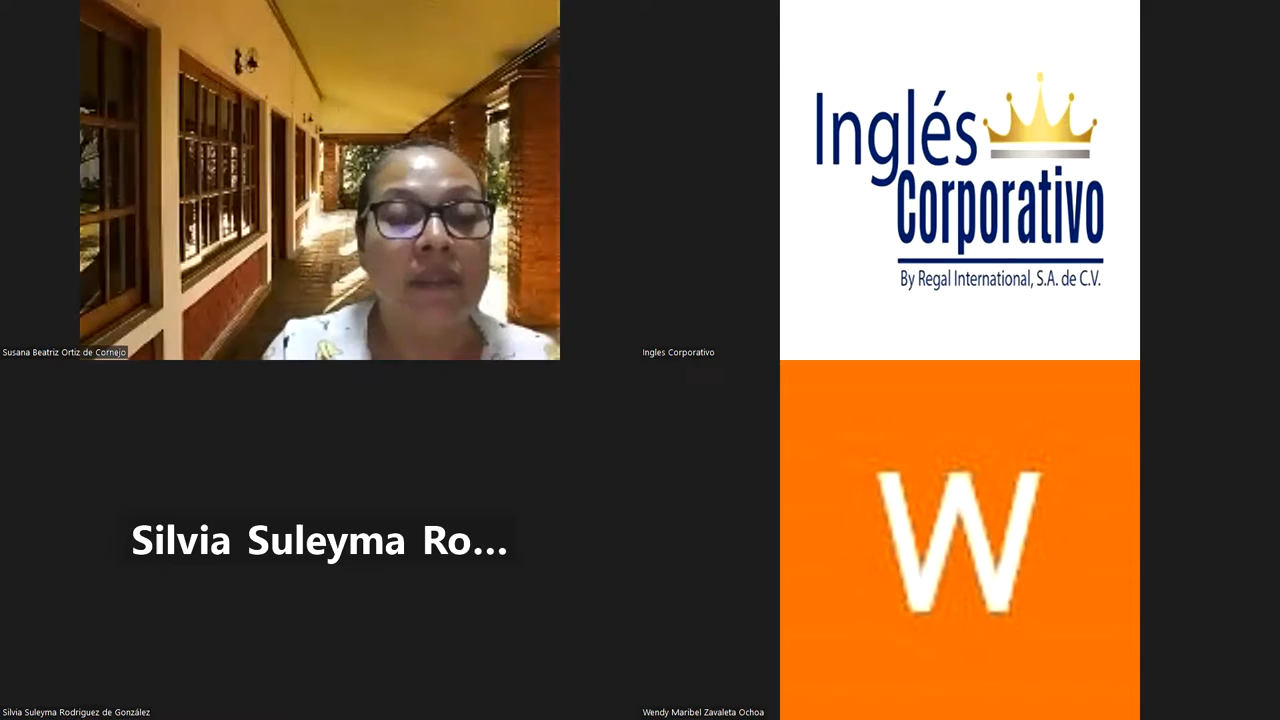 Inglés
Corporativo
By Regal International, S.A. de C.V.
Susana Beatriz Ortiz de Cornejo
Ingles Corporativo
Silvia Suleyma Ro...
W
Silvia Suleyma Rodriguez de González
Wendy Maribel Zavaleta Ochoa